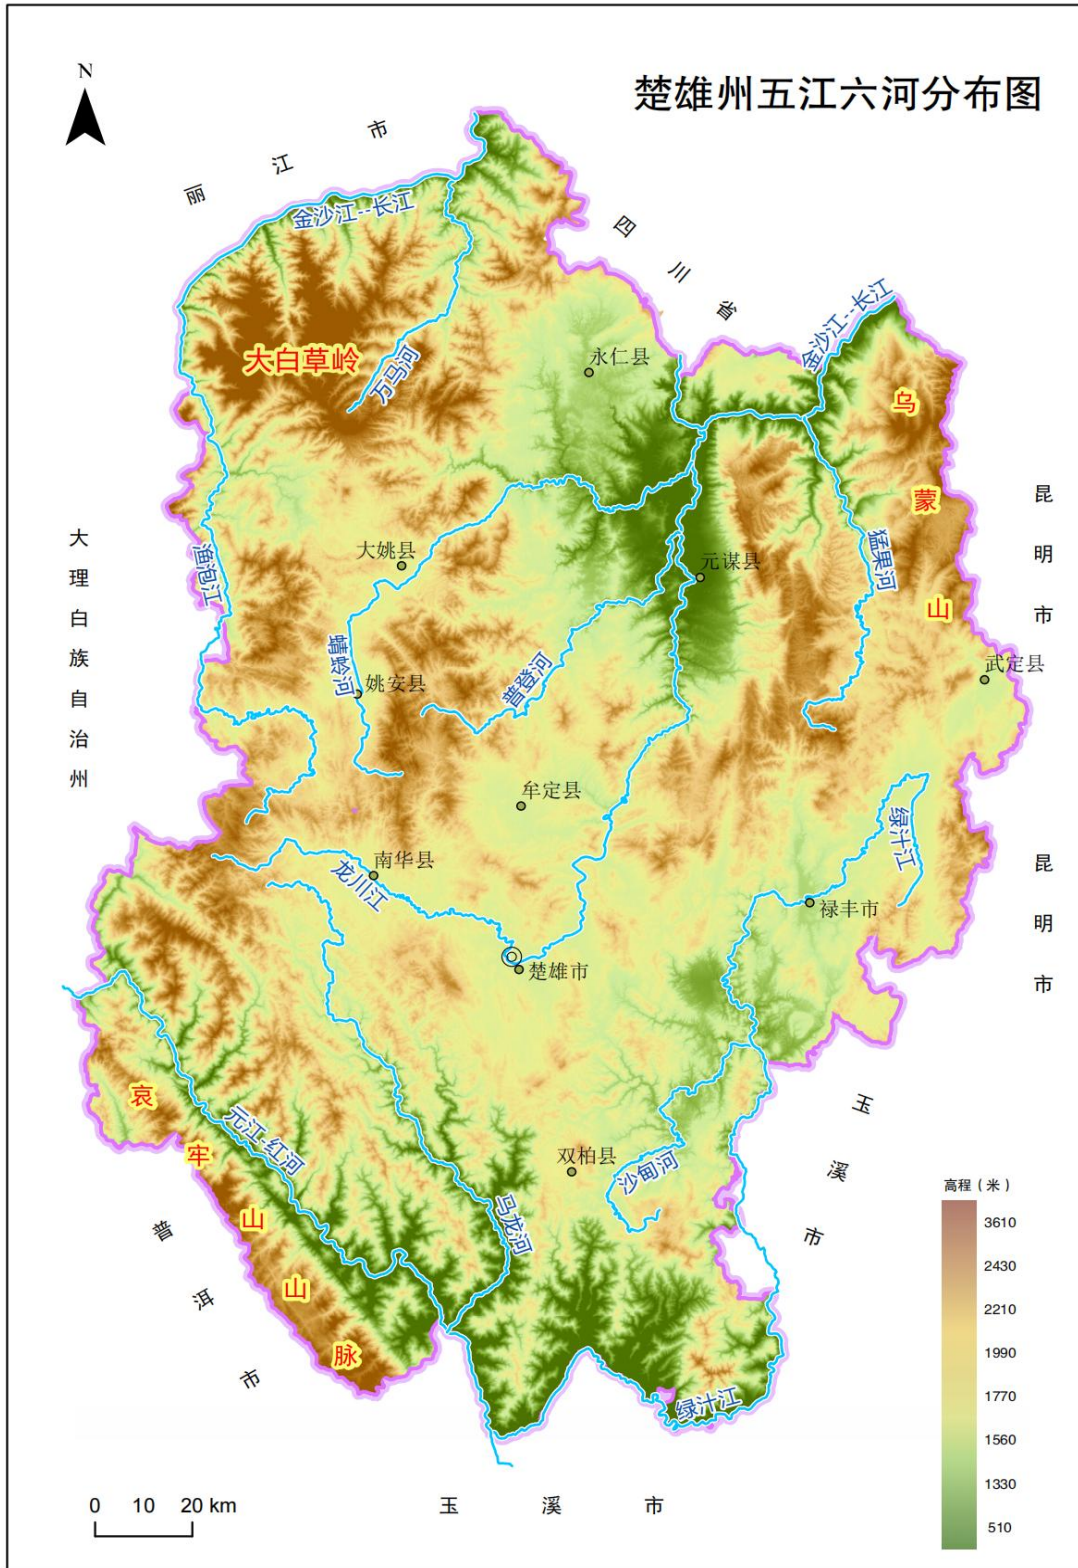 楚雄州五江六河分布图
N
丽江市
四川省
金沙江--长江
金沙江--长江
大白草岭
万马河
永仁县
乌蒙山
昆明市
大理白族自治州
渔泡江
大姚县
元谋县
猛果河
蜻蛉河
姚安县
普登河
武定县
牟定县
绿汁江
南华县
龙川江
禄丰市
昆明市
楚雄市
哀牢山山脉
元江-红河
双柏县
沙甸河
马龙河
玉溪市
普洱市
绿汁江
高程（米）
3610
2430
2210
1990
1770
1560
1330
510
0 10 20 km
玉溪市